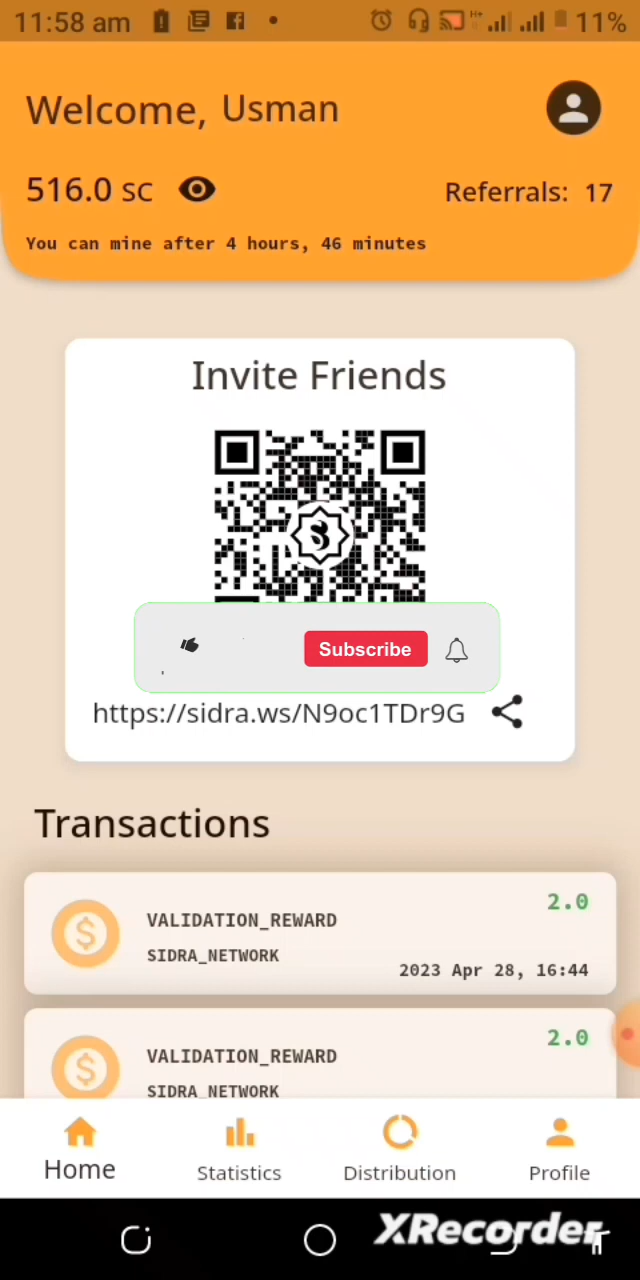 11:58 am
H+
11%
Welcome, Usman
516.0 SC
Referrals: 17
You can mine after 4 hours, 46 minutes
Invite Friends
Subscribe
https://sidra.ws/N9oc1TDr9G
Transactions
2.0
VALIDATION_REWARD
SIDRA_NETWORK
2023 Apr 28, 16:44
2.0
VALIDATION_REWARD
SIDRA_NETWORK
Home
Statistics
Distribution
Profile
XRecorder